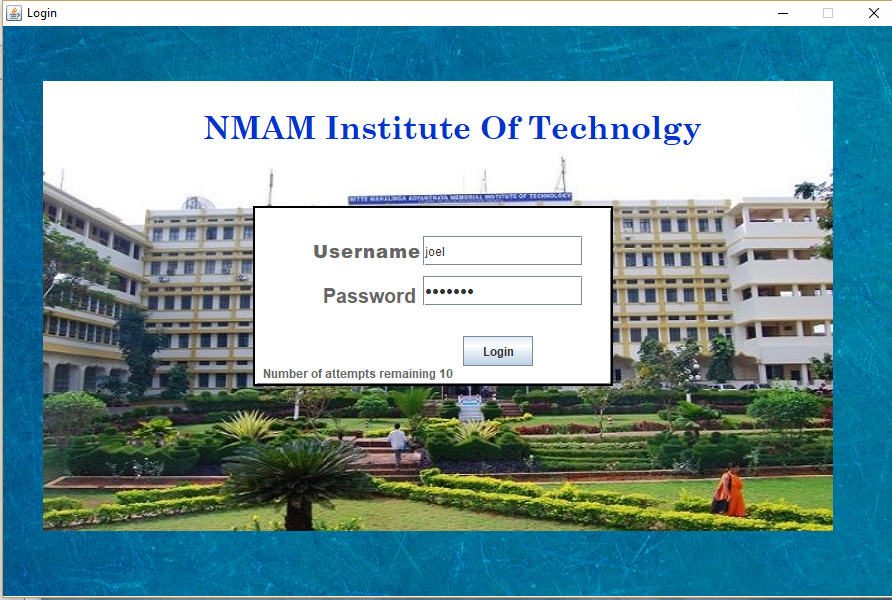 Login
NMAM Institute Of Technolgy
NITTE MAHALINGA ADYANTHAYA MEMORIAL INSTITUTE OF TECHNOLOGY
Username joel
Password •••••••
Login
Number of attempts remaining 10